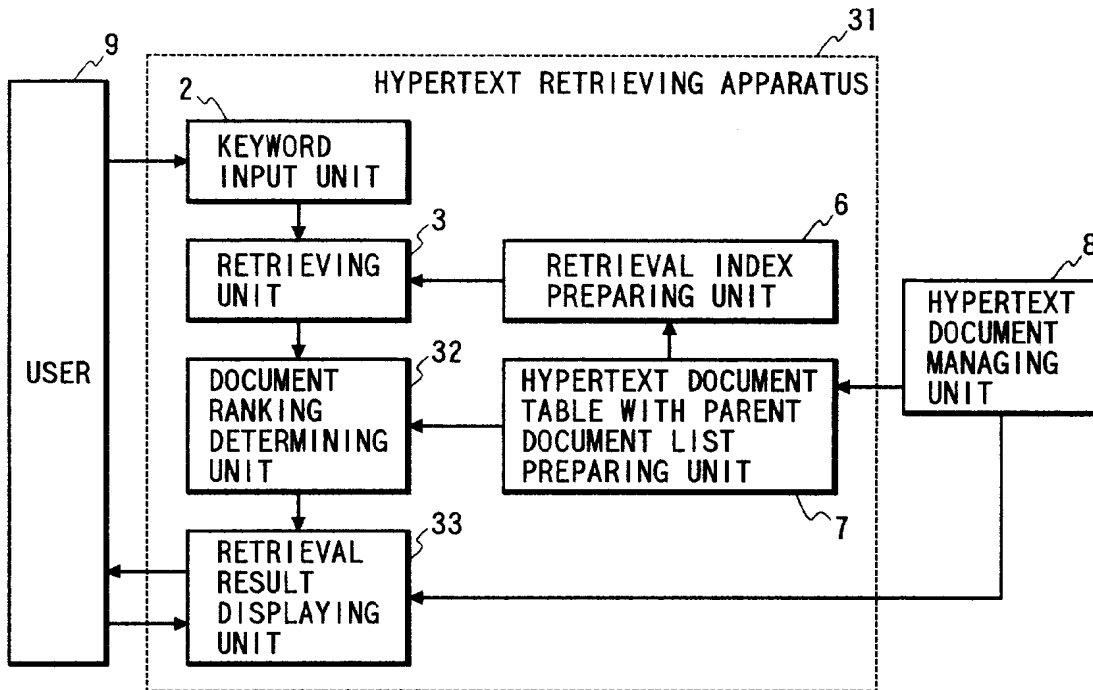 31
9
HYPERTEXT RETRIEVING APPARATUS
2
KEYWORD
INPUT UNIT
3
RETRIEVING
UNIT
6
RETRIEVAL INDEX
PREPARING UNIT
8
HYPERTEXT
DOCUMENT
MANAGING
UNIT
USER
32
DOCUMENT
RANKING
DETERMINING
UNIT
HYPERTEXT DOCUMENT
TABLE WITH PARENT
DOCUMENT LIST
PREPARING UNIT
7
33
RETRIEVAL
RESULT
DISPLAYING
UNIT